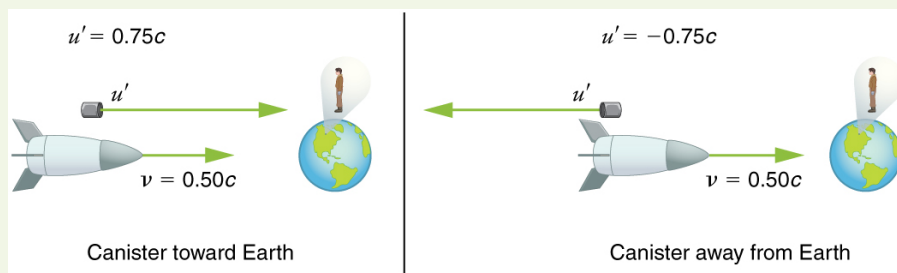 u′ = 0.75c
u′
v = 0.50c
Canister toward Earth
u′ = −0.75c
u′
v = 0.50c
Canister away from Earth